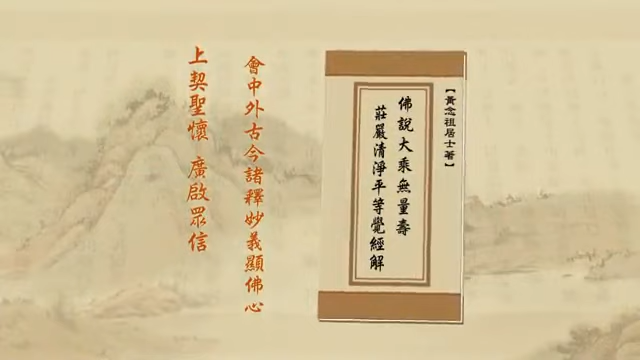 【黃念祖居士著】
佛說大乘無量壽
莊嚴清淨平等覺經解
會中外古今諸釋妙義顯佛心
上契聖懷 廣啟眾信